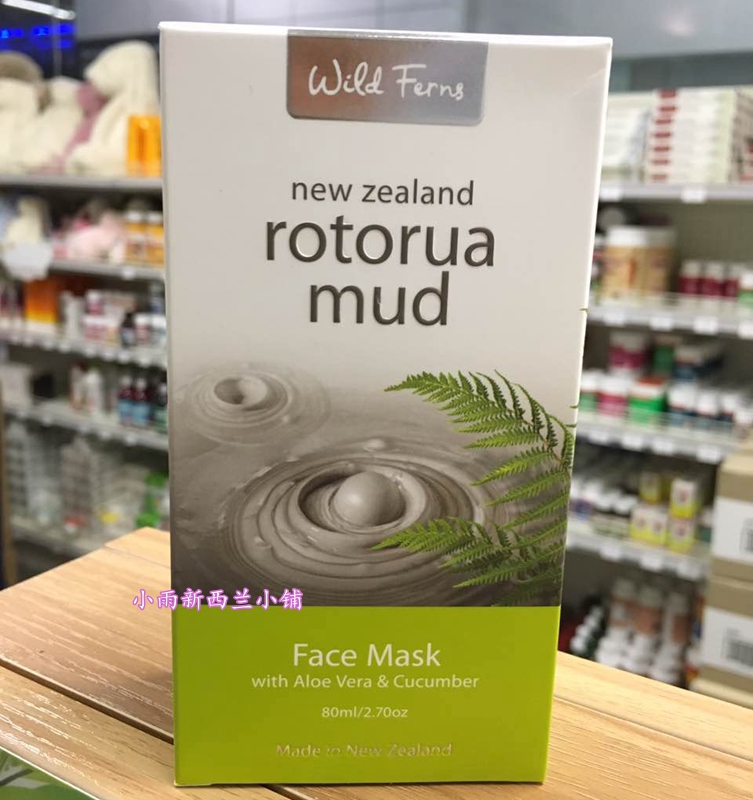 Wild Ferns
new zealand
rotorua
mud
小雨新西兰小铺
Face Mask
with Aloe Vera & Cucumber
80ml/2.70oz
Made in New Zealand